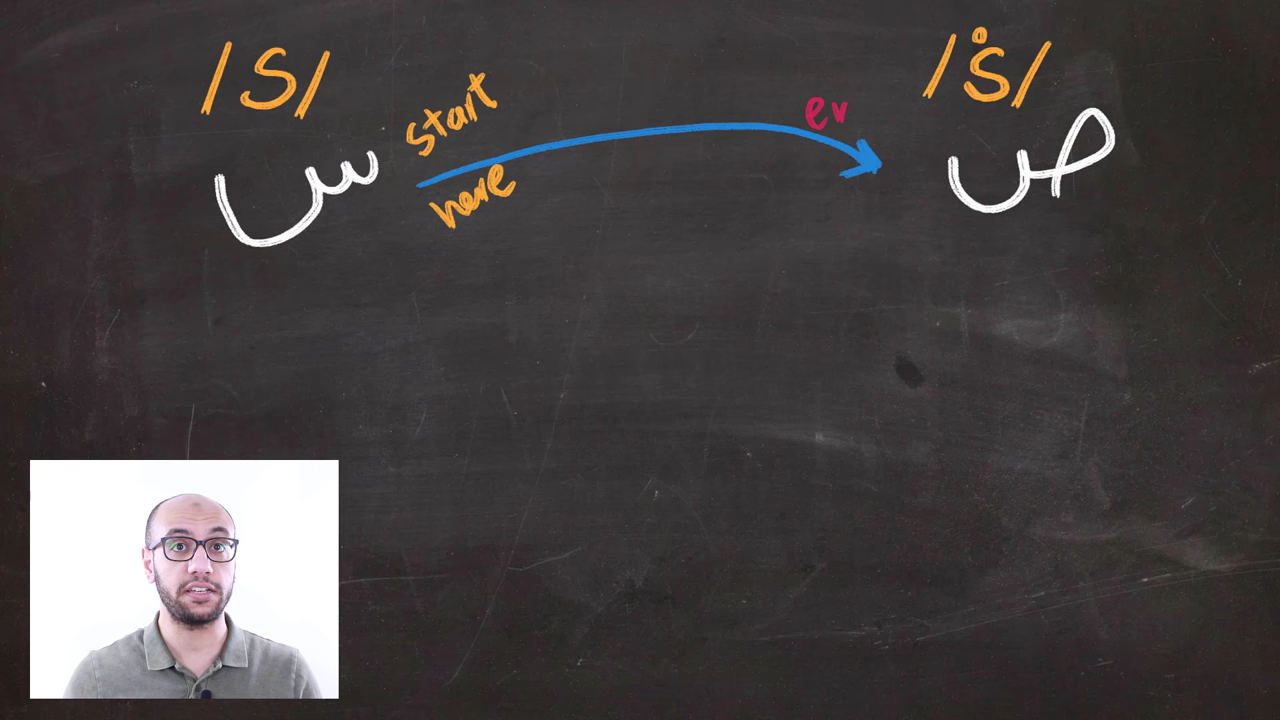 /S/
/S̊/
س
start
here
ev
ص